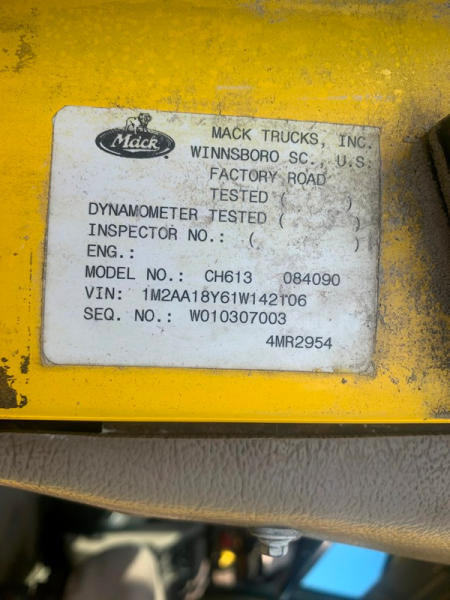 Mack
MACK TRUCKS, INC.
WINNSBORO SC., U.S.
FACTORY ROAD
TESTED ( )
DYNAMOMETER TESTED ( )
INSPECTOR NO.: ( )
ENG.:
MODEL NO.: CH613 084090
VIN: 1M2AA18Y61W142106
SEQ. NO.: W010307003
4MR2954